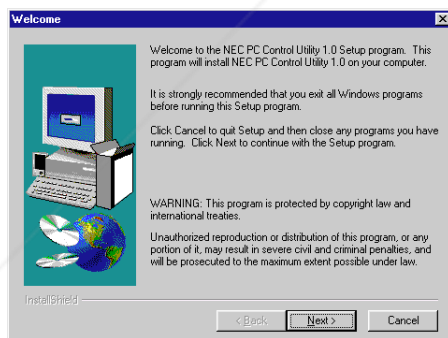 Welcome
Welcome to the NEC PC Control Utility 1.0 Setup program. This
program will install NEC PC Control Utility 1.0 on your computer.
It is strongly recommended that you exit all Windows programs
before running this Setup program.
Click Cancel to quit Setup and then close any programs you have
running. Click Next to continue with the Setup program.
WARNING: This program is protected by copyright law and
international treaties.
Unauthorized reproduction or distribution of this program, or any
portion of it, may result in severe civil and criminal penalties, and
will be prosecuted to the maximum extent possible under law.
InstallShield
< Back Next > Cancel